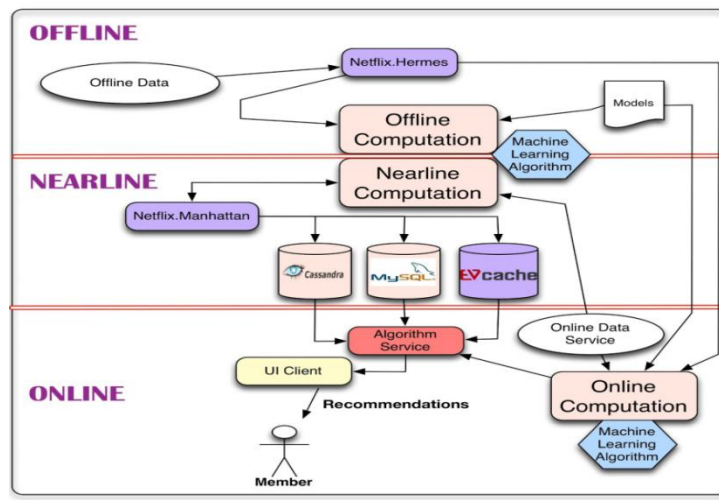 OFFLINE
Netflix.Hermes
Offline Data
Models
Offline
Computation
Machine
Learning
Algorithm
NEARLINE
Nearline
Computation
Netflix.Manhattan
Cassandra
MySQL
EVcache
Algorithm
Service
Online Data
Service
UI Client
ONLINE
Recommendations
Online
Computation
Machine
Learning
Algorithm
Member